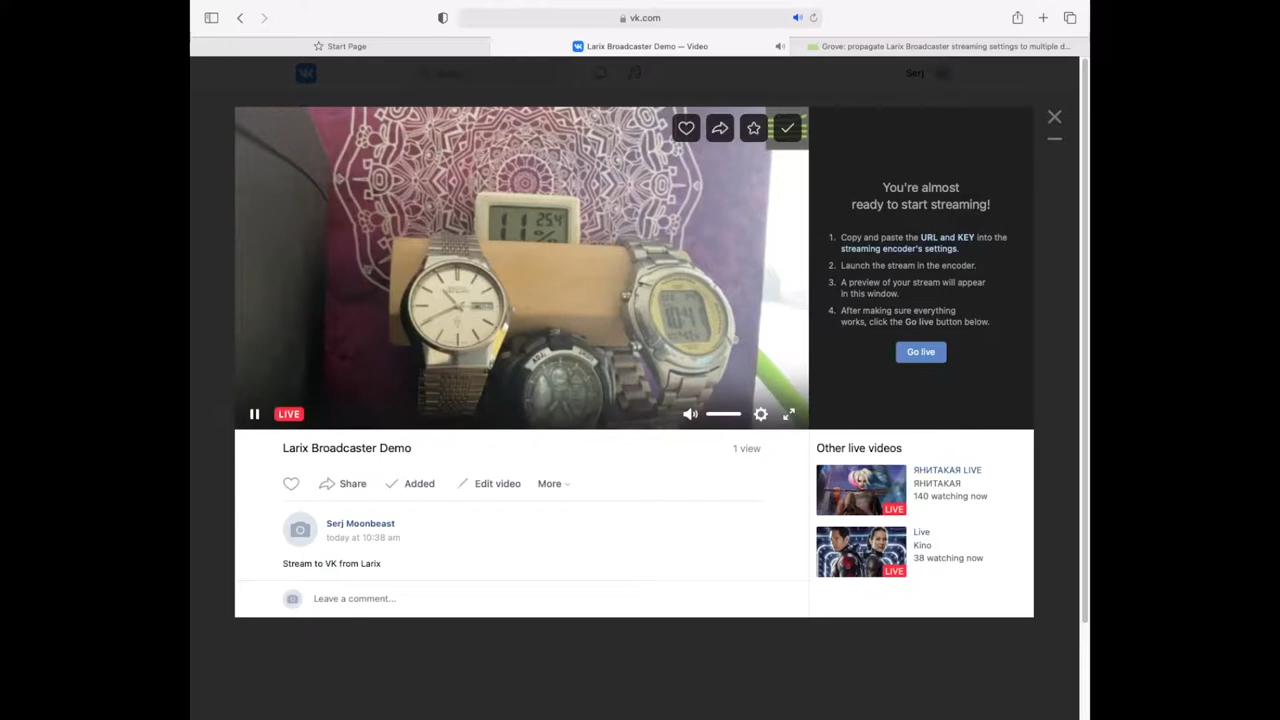 vk.com
Start Page
Larix Broadcaster Demo — Video
Grove: propagate Larix Broadcaster streaming settings to multiple d...
Serj
25.4
11%
You're almost
ready to start streaming!
1. Copy and paste the URL and KEY into the
streaming encoder's settings.
2. Launch the stream in the encoder.
3. A preview of your stream will appear
in this window.
4. After making sure everything
works, click the Go live button below.
Go live
LIVE
Larix Broadcaster Demo
1 view
Share
Added
Edit video
More
Serj Moonbeast
today at 10:38 am
Stream to VK from Larix
Leave a comment...
Other live videos
ЯНИТАКАЯ LIVE
ЯНИТАКАЯ
140 watching now
LIVE
Live
Kino
38 watching now
LIVE